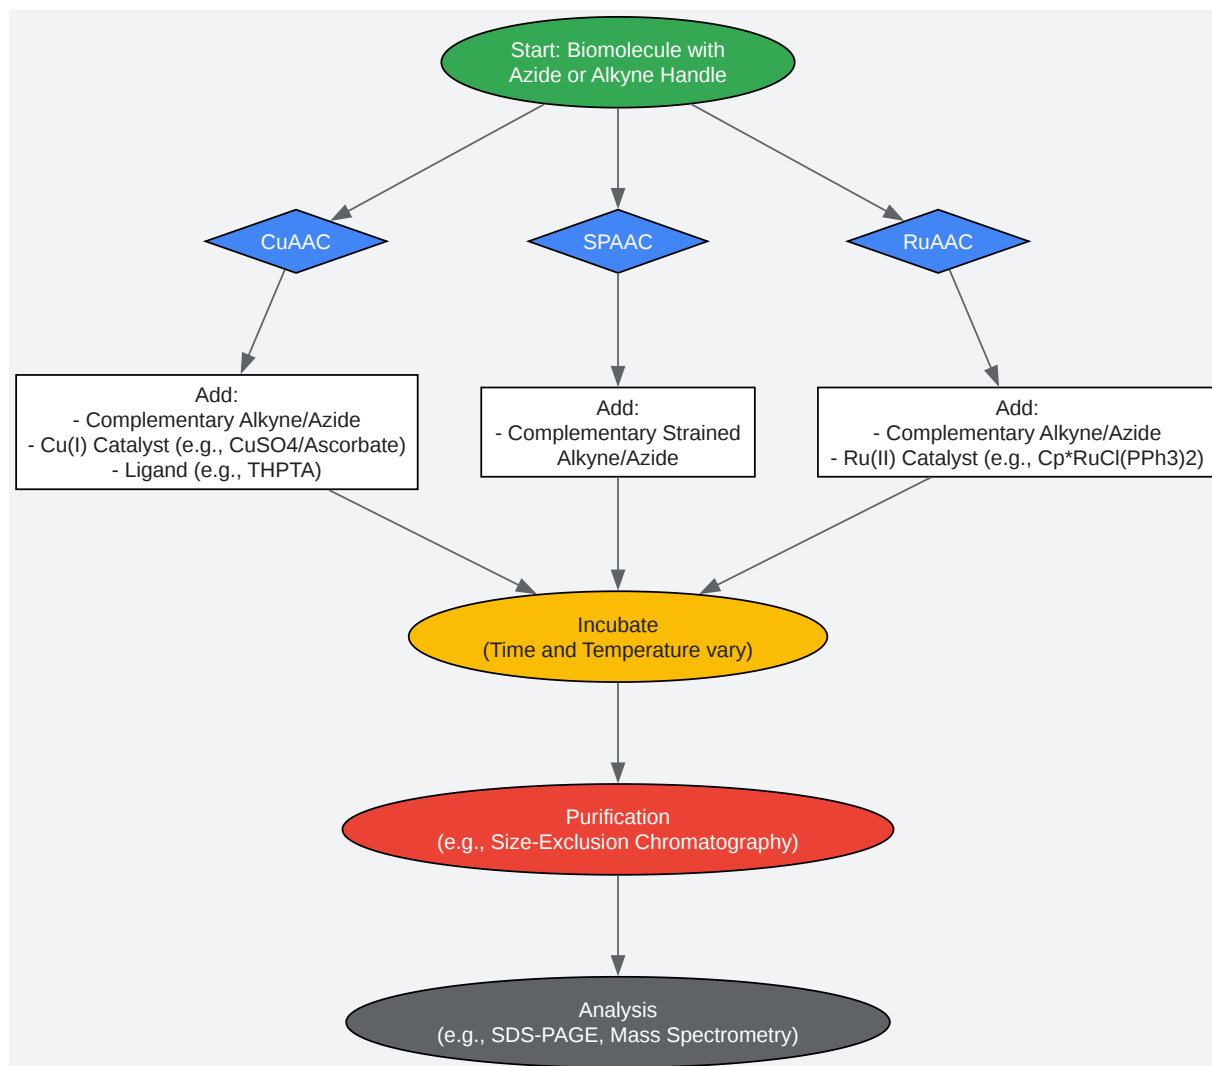 Start: Biomolecule with
Azide or Alkyne Handle
CuAAC
SPAAC
RuAAC
Add:
- Complementary Alkyne/Azide
- Cu(I) Catalyst (e.g., CuSO4/Ascorbate)
- Ligand (e.g., THPTA)
Add:
- Complementary Strained
Alkyne/Azide
Add:
- Complementary Alkyne/Azide
- Ru(II) Catalyst (e.g., Cp*RuCl(PPh3)2)
Incubate
(Time and Temperature vary)
Purification
(e.g., Size-Exclusion Chromatography)
Analysis
(e.g., SDS-PAGE, Mass Spectrometry)